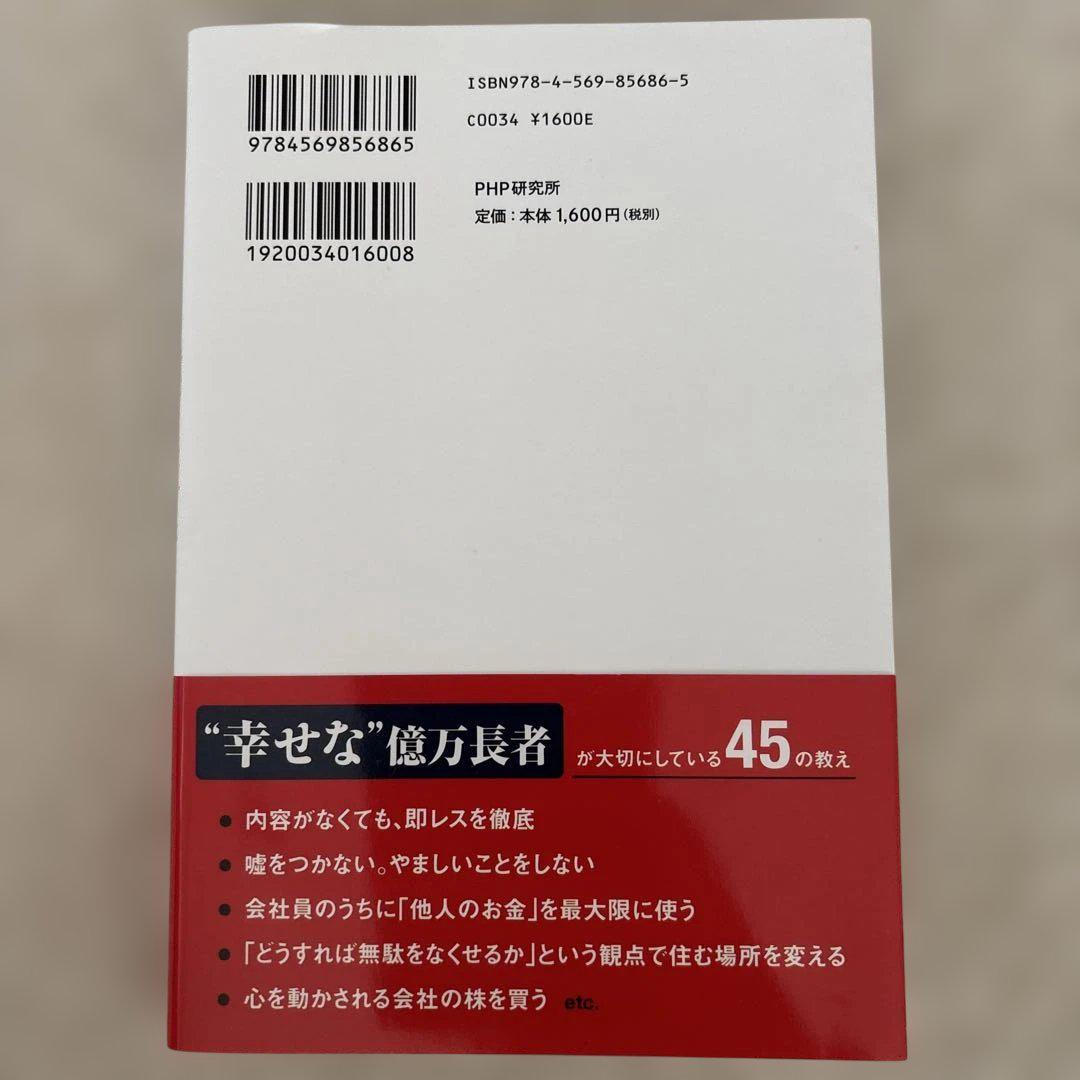 ISBN978-4-569-85686-5
9784569856865
C0034 ¥1600E
PHP研究所
定価：本体1,600円（税別）
1920034016008
“幸せな”億万長者が大切にしている45の教え
● 内容がなくても、即レスを徹底
● 嘘をつかない。やましいことをしない
● 会社員のうちに「他人のお金」を最大限に使う
● 「どうすれば無駄をなくせるか」という観点で住む場所を変える
● 心を動かされる会社の株を買う etc.